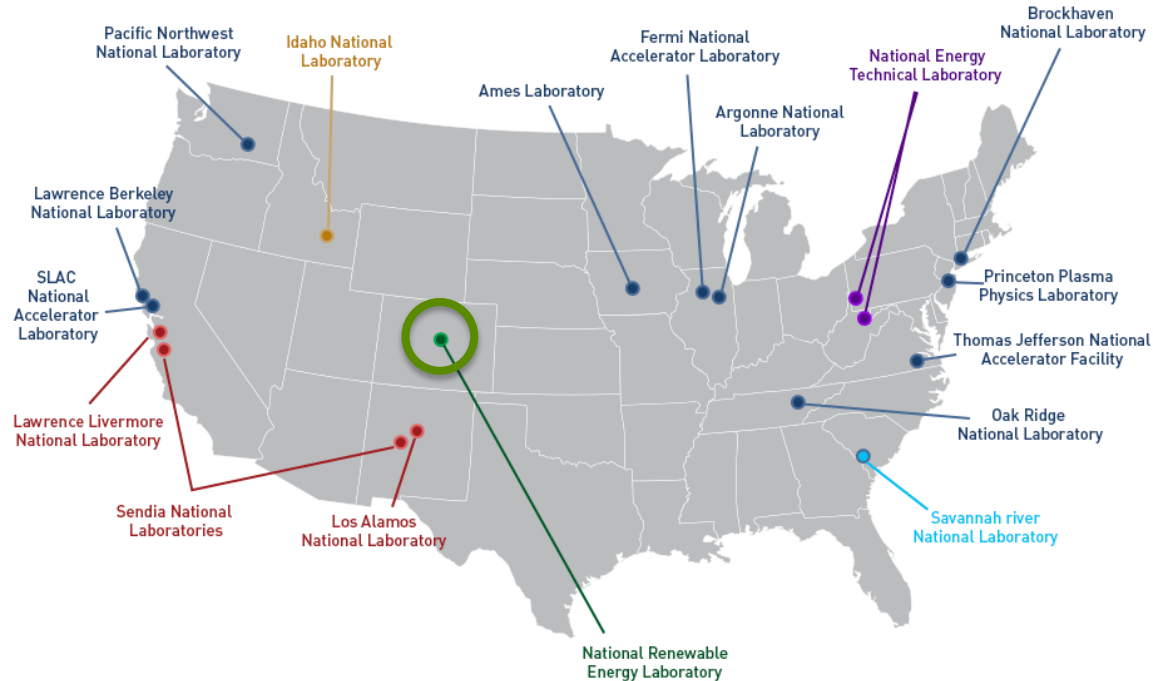 Brockhaven
National Laboratory
Pacific Northwest
National Laboratory
Idaho National
Laboratory
Fermi National
Accelerator Laboratory
National Energy
Technical Laboratory
Ames Laboratory
Argonne National
Laboratory
Lawrence Berkeley
National Laboratory
SLAC
National
Accelerator
Laboratory
Princeton Plasma
Physics Laboratory
Thomas Jefferson National
Accelerator Facility
Lawrence Livermore
National Laboratory
Oak Ridge
National Laboratory
Sendia National
Laboratories
Los Alamos
National Laboratory
Savannah river
National Laboratory
National Renewable
Energy Laboratory